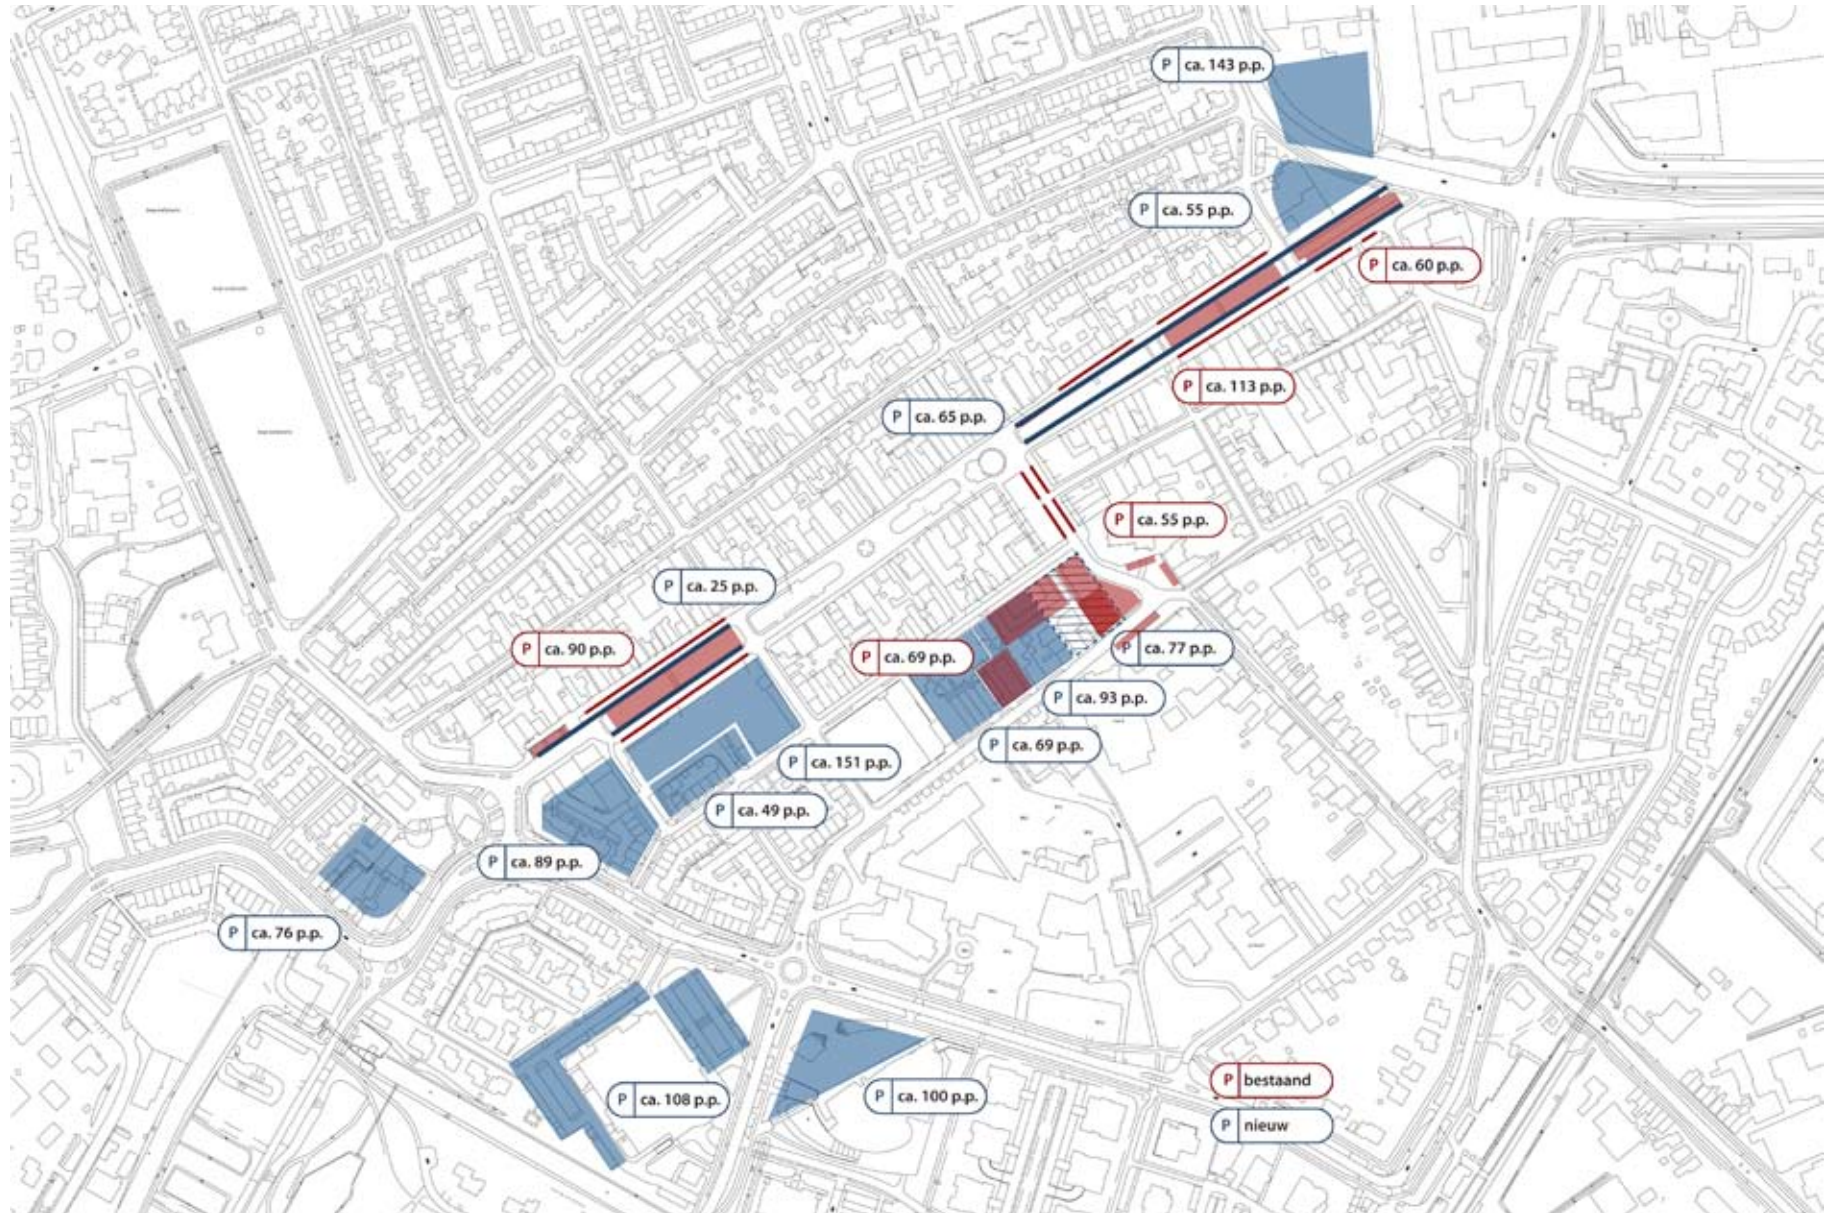 P ca. 143 p.p.
P ca. 55 p.p.
P ca. 60 p.p.
P ca. 113 p.p.
P ca. 65 p.p.
P ca. 55 p.p.
P ca. 25 p.p.
P ca. 90 p.p.
P ca. 69 p.p.
P ca. 77 p.p.
P ca. 93 p.p.
P ca. 69 p.p.
P ca. 151 p.p.
P ca. 49 p.p.
P ca. 89 p.p.
P ca. 76 p.p.
P ca. 108 p.p.
P ca. 100 p.p.
P bestaand
P nieuw